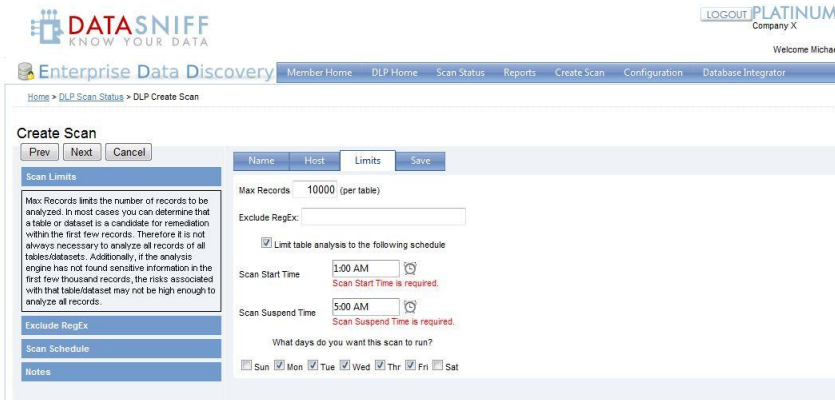 DATASNIFF
KNOW YOUR DATA
LOGOUT PLATINUM
Company X
Welcome Michae
Enterprise Data Discovery
Member Home DLP Home Scan Status Reports Create Scan Configuration Database Integrator
Home > DLP Scan Status > DLP Create Scan
Create Scan
Prev Next Cancel
Scan Limits
Max Records limits the number of records to be
analyzed. In most cases you can determine that
a table or dataset is a candidate for remediation
within the first few records. Therefore it is not
always necessary to analyze all records of all
tables/datasets. Additionally, if the analysis
engine has not found sensitive information in the
first few thousand records, the risks associated
with that table/dataset may not be high enough to
analyze all records.
Exclude RegEx
Scan Schedule
Notes
Name Host Limits Save
Max Records 10000 (per table)
Exclude RegEx:
Limit table analysis to the following schedule
Scan Start Time 1:00 AM
Scan Start Time is required.
Scan Suspend Time 5:00 AM
Scan Suspend Time is required.
What days do you want this scan to run?
Sun Mon Tue Wed Thr Fri Sat